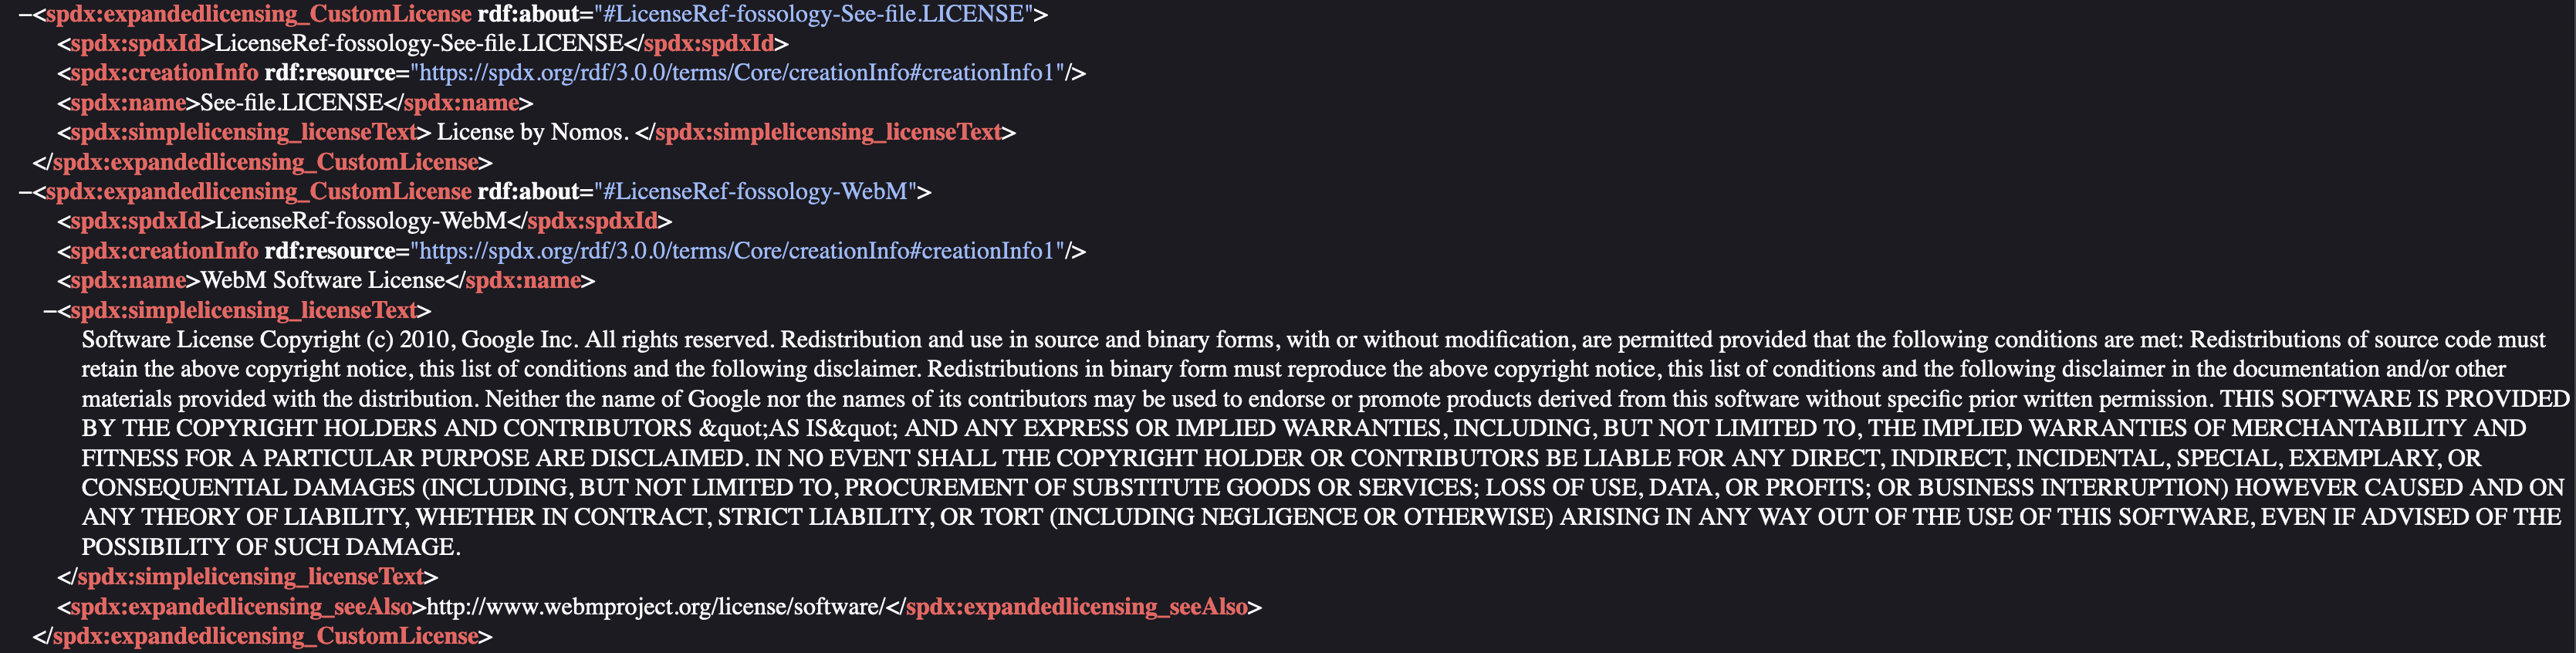 −<spdx:expandedlicensing_CustomLicense rdf:about="#LicenseRef-fossology-See-file.LICENSE">
<spdx:spdxId>LicenseRef-fossology-See-file.LICENSE</spdx:spdxId>
<spdx:creationInfo rdf:resource="https://spdx.org/rdf/3.0.0/terms/Core/creationInfo#creationInfo1"/>
<spdx:name>See-file.LICENSE</spdx:name>
<spdx:simplelicensing_licenseText> License by Nomos. </spdx:simplelicensing_licenseText>
</spdx:expandedlicensing_CustomLicense>
−<spdx:expandedlicensing_CustomLicense rdf:about="#LicenseRef-fossology-WebM">
<spdx:spdxId>LicenseRef-fossology-WebM</spdx:spdxId>
<spdx:creationInfo rdf:resource="https://spdx.org/rdf/3.0.0/terms/Core/creationInfo#creationInfo1"/>
<spdx:name>WebM Software License</spdx:name>
−<spdx:simplelicensing_licenseText>
Software License Copyright (c) 2010, Google Inc. All rights reserved. Redistribution and use in source and binary forms, with or without modification, are permitted provided that the following conditions are met: Redistributions of source code must
retain the above copyright notice, this list of conditions and the following disclaimer. Redistributions in binary form must reproduce the above copyright notice, this list of conditions and the following disclaimer in the documentation and/or other
materials provided with the distribution. Neither the name of Google nor the names of its contributors may be used to endorse or promote products derived from this software without specific prior written permission. THIS SOFTWARE IS PROVIDED
BY THE COPYRIGHT HOLDERS AND CONTRIBUTORS &quot;AS IS&quot; AND ANY EXPRESS OR IMPLIED WARRANTIES, INCLUDING, BUT NOT LIMITED TO, THE IMPLIED WARRANTIES OF MERCHANTABILITY AND
FITNESS FOR A PARTICULAR PURPOSE ARE DISCLAIMED. IN NO EVENT SHALL THE COPYRIGHT HOLDER OR CONTRIBUTORS BE LIABLE FOR ANY DIRECT, INDIRECT, INCIDENTAL, SPECIAL, EXEMPLARY, OR
CONSEQUENTIAL DAMAGES (INCLUDING, BUT NOT LIMITED TO, PROCUREMENT OF SUBSTITUTE GOODS OR SERVICES; LOSS OF USE, DATA, OR PROFITS; OR BUSINESS INTERRUPTION) HOWEVER CAUSED AND ON
ANY THEORY OF LIABILITY, WHETHER IN CONTRACT, STRICT LIABILITY, OR TORT (INCLUDING NEGLIGENCE OR OTHERWISE) ARISING IN ANY WAY OUT OF THE USE OF THIS SOFTWARE, EVEN IF ADVISED OF THE
POSSIBILITY OF SUCH DAMAGE.
</spdx:simplelicensing_licenseText>
<spdx:expandedlicensing_seeAlso>http://www.webmproject.org/license/software/</spdx:expandedlicensing_seeAlso>
</spdx:expandedlicensing_CustomLicense>